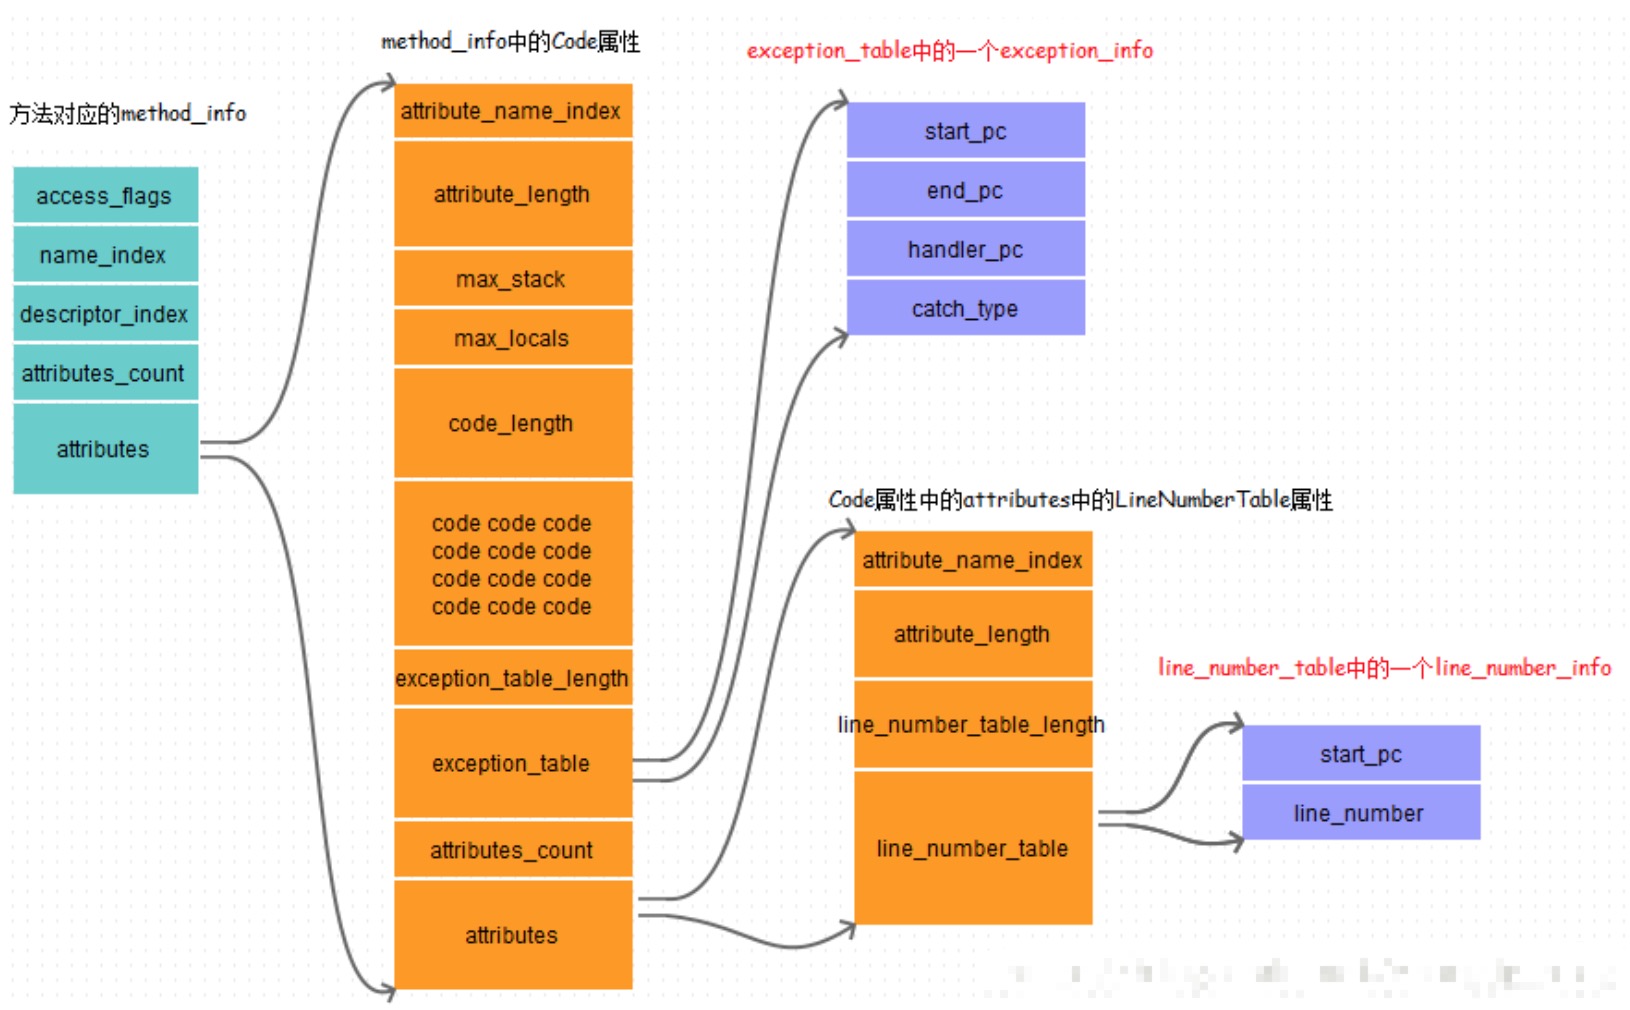 方法对应的method_info
access_flags
name_index
descriptor_index
attributes_count
attributes
method_info中的Code属性
attribute_name_index
attribute_length
max_stack
max_locals
code_length
code code code
code code code
code code code
code code code
exception_table_length
exception_table
attributes_count
attributes
exception_table中的一个exception_info
start_pc
end_pc
handler_pc
catch_type
Code属性中的attributes中的LineNumberTable属性
attribute_name_index
attribute_length
line_number_table_length
line_number_table
line_number_table中的一个line_number_info
start_pc
line_number